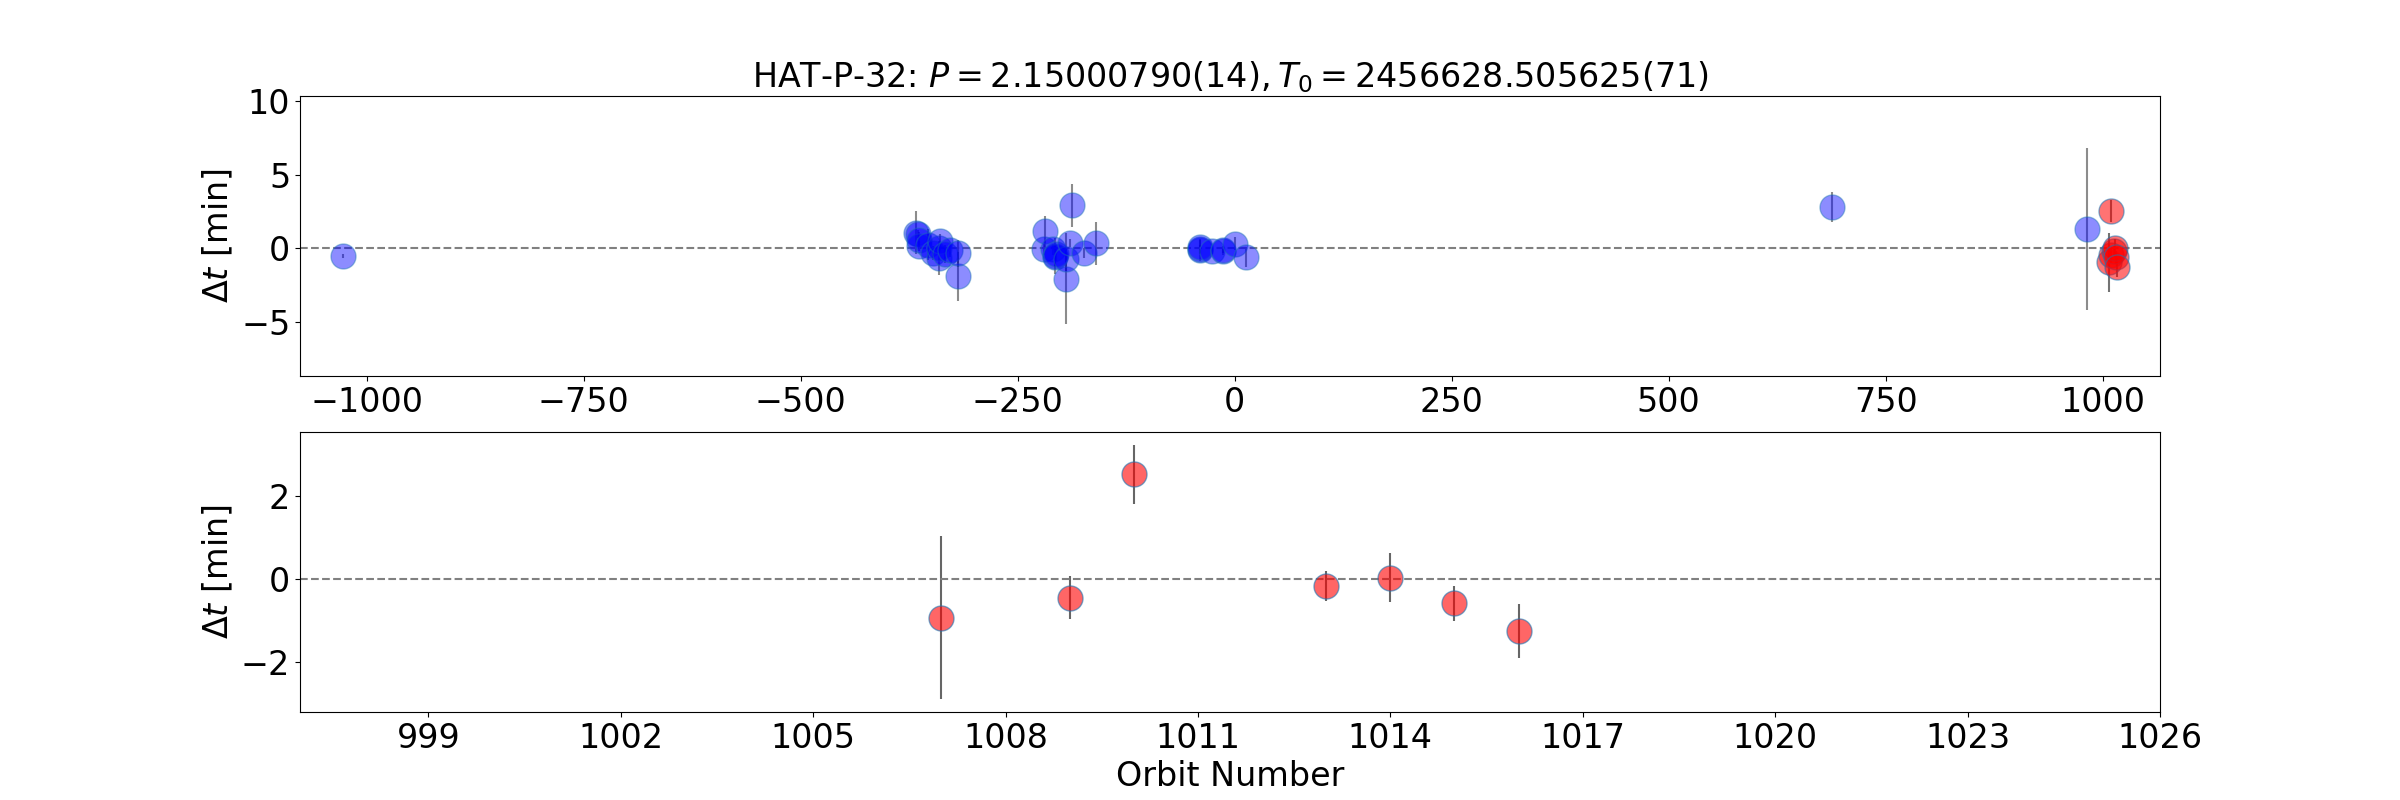 HAT-P-32: P = 2.15000790(14), T₀ = 2456628.505625(71)
Δt [min]
10
5
0
−5
−1000 −750 −500 −250 0 250 500 750 1000
Δt [min]
2
0
−2
999 1002 1005 1008 1011 1014 1017 1020 1023 1026
Orbit Number